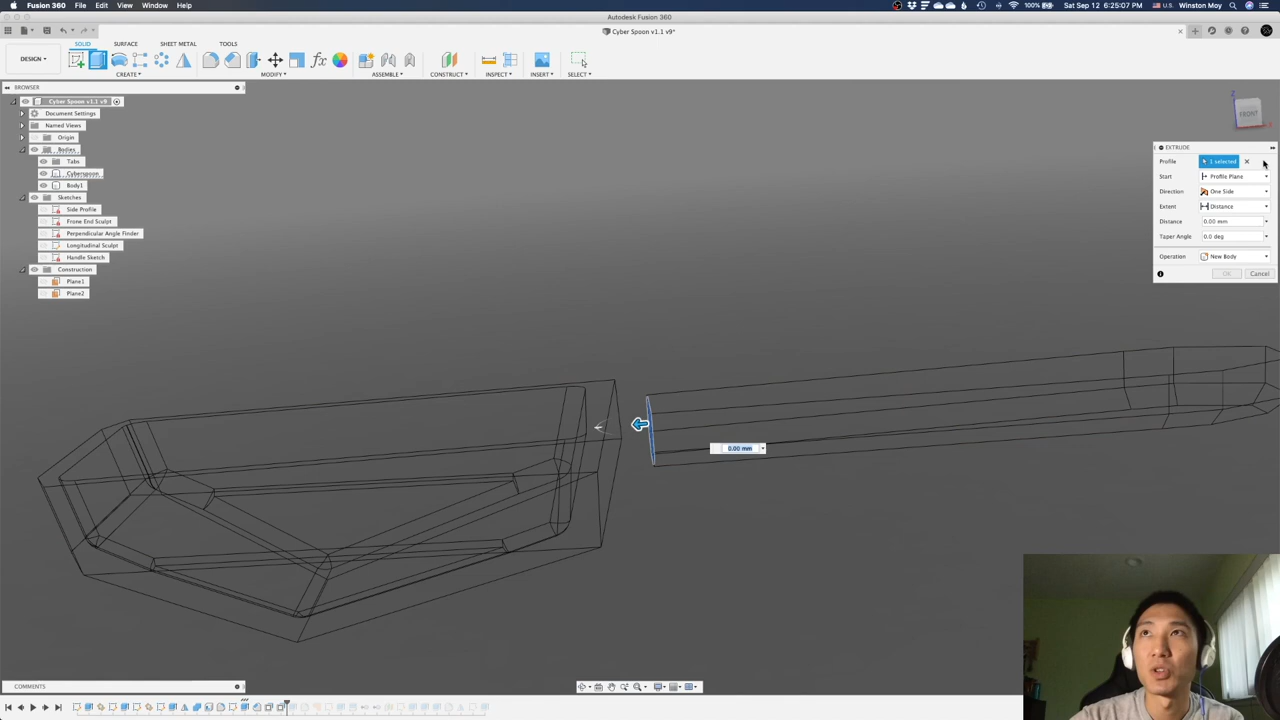 Fusion 360 File Edit View Window Help
100% Sat Sep 12 6:25:07 PM U.S. Winston Moy
Autodesk Fusion 360
Cyber Spoon v1.1 v9*
SOLID SURFACE SHEET METAL TOOLS
DESIGN
CREATE MODIFY ASSEMBLE CONSTRUCT INSPECT INSERT SELECT
BROWSER
Cyber Spoon v1.1 v9
Document Settings
Named Views
Origin
Bodies
Tabs
Cyberspoon
Body1
Sketches
Side Profile
Frone End Sculpt
Perpendicular Angle Finder
Longitudinal Sculpt
Handle Sketch
Construction
Plane1
Plane2
Z
FRONT
X
EXTRUDE
Profile 1 selected
Start Profile Plane
Direction One Side
Extent Distance
Distance 0.00 mm
Taper Angle 0.0 deg
Operation New Body
OK Cancel
0.00 mm
COMMENTS